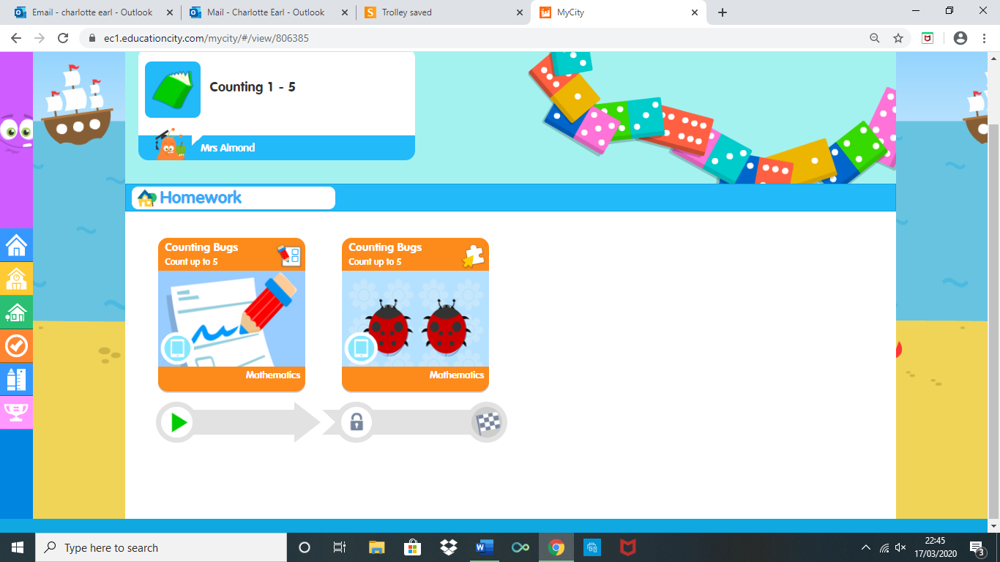 Email - charlotte earl - Outlook
Mail - Charlotte Earl - Outlook
Trolley saved
MyCity
ec1.educationcity.com/mycity/#/view/806385
Counting 1 - 5
Mrs Almond
Homework
Counting Bugs
Count up to 5
Mathematics
Counting Bugs
Count up to 5
Mathematics
Type here to search
22:45
17/03/2020
3